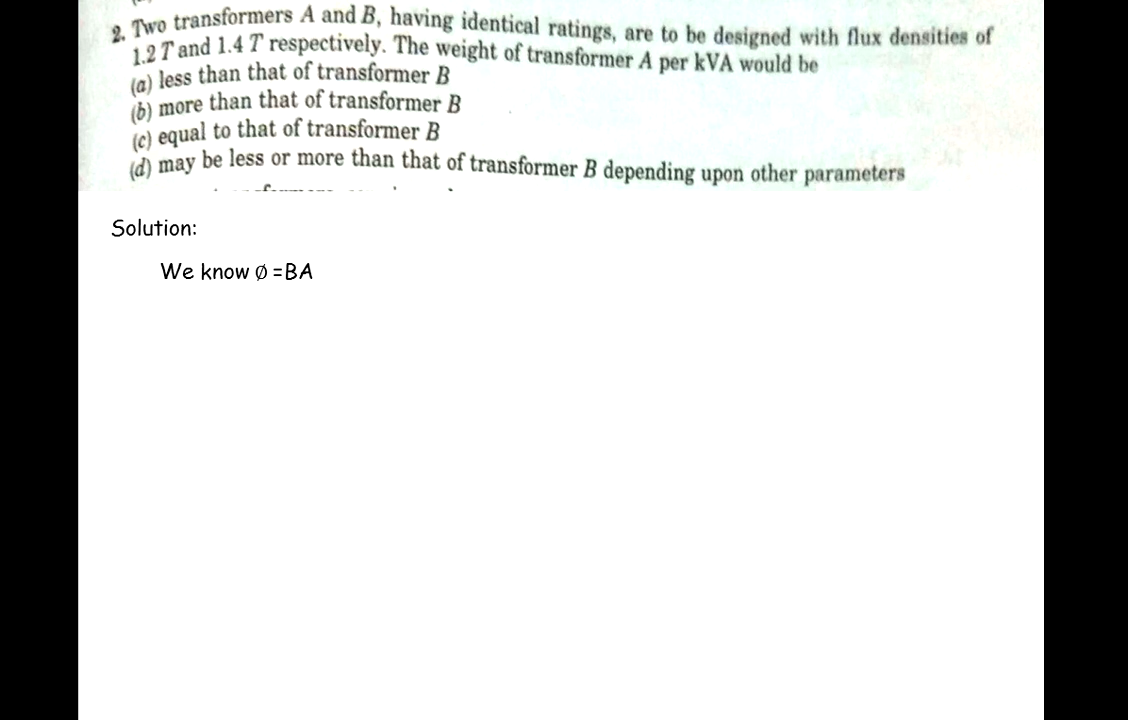 2. Two transformers A and B, having identical ratings, are to be designed with flux densities of
1.2 T and 1.4 T respectively. The weight of transformer A per kVA would be
(a) less than that of transformer B
(b) more than that of transformer B
(c) equal to that of transformer B
(d) may be less or more than that of transformer B depending upon other parameters
Solution:
We know Ø =BA